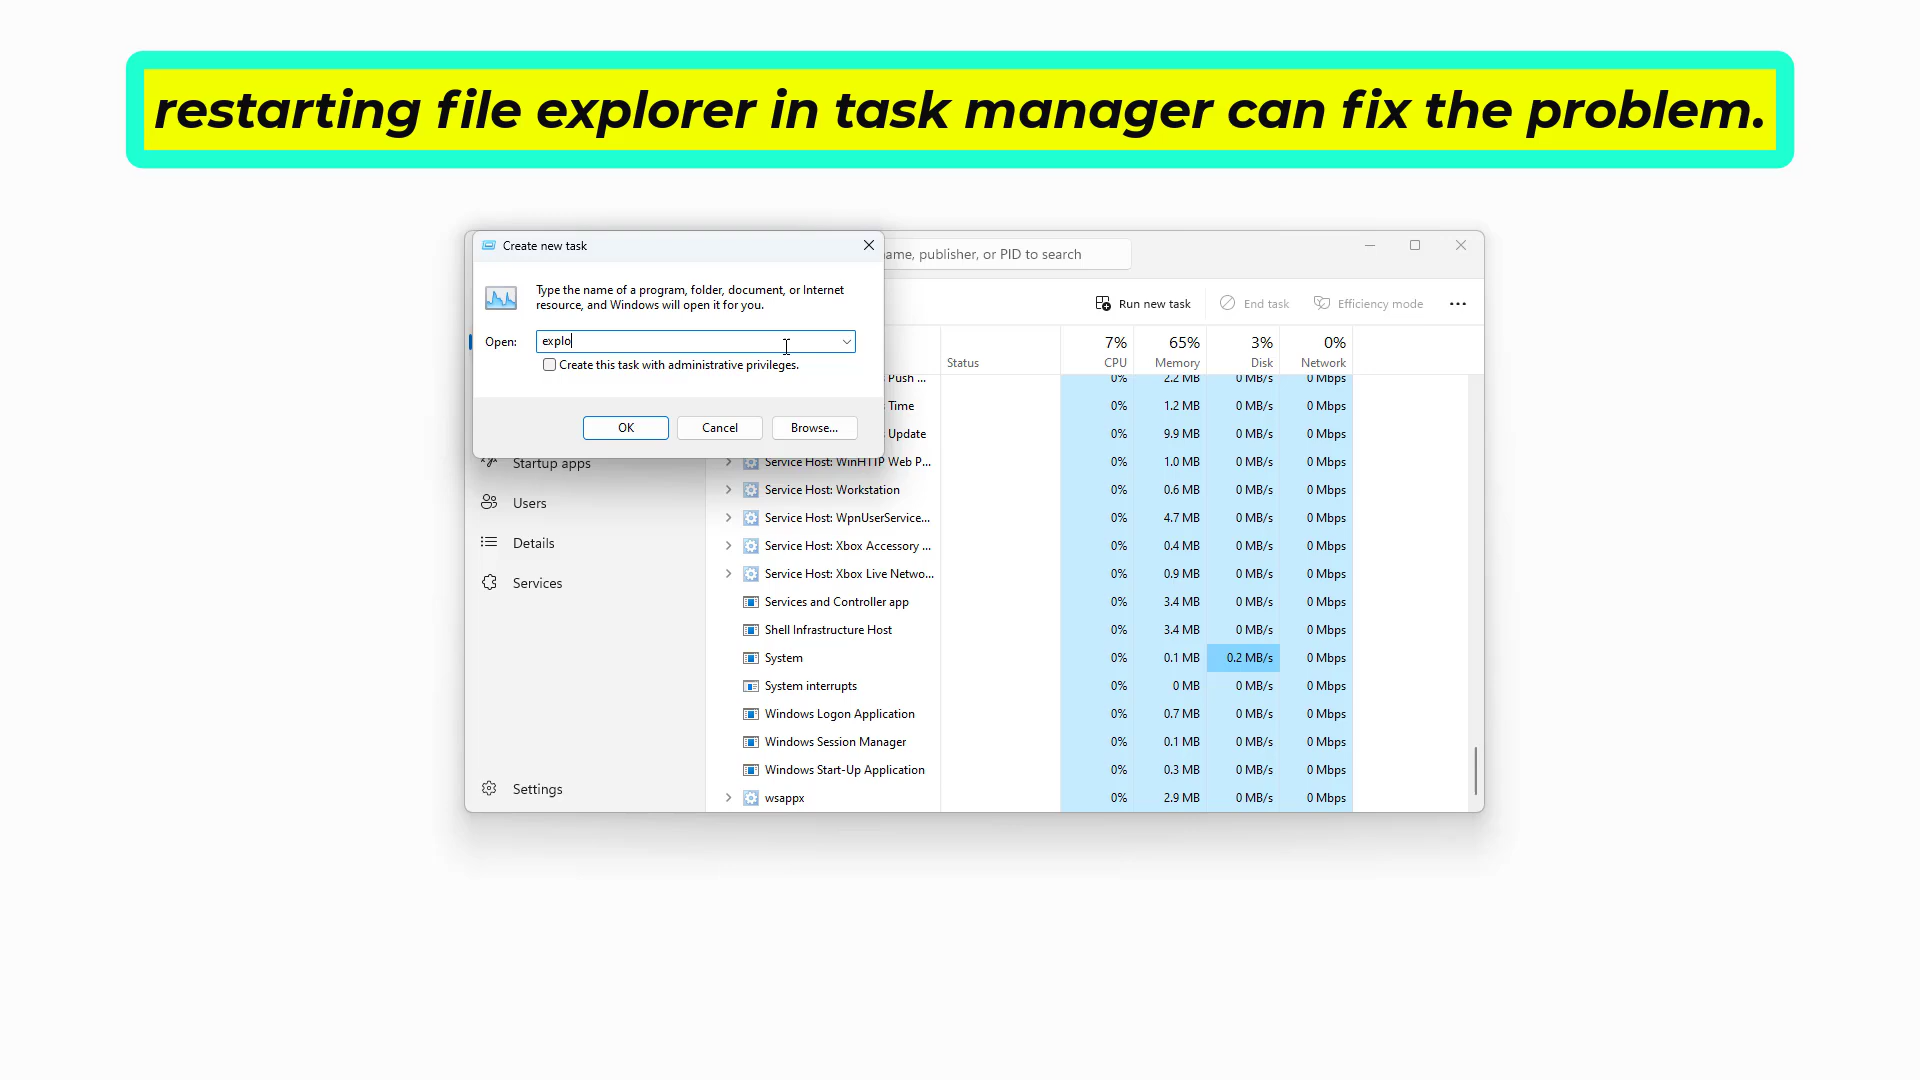 restarting file explorer in task manager can fix the problem.
Create new task
Type the name of a program, folder, document, or Internet
resource, and Windows will open it for you.
Open: explo
Create this task with administrative privileges.
OK Cancel Browse...
name, publisher, or PID to search
Run new task End task Efficiency mode
7% 65% 3% 0%
Status CPU Memory Disk Network
Push ... 0% 2.2 MB 0 MB/s 0 Mbps
Time 0% 1.2 MB 0 MB/s 0 Mbps
Update 0% 9.9 MB 0 MB/s 0 Mbps
Service Host: WinHTTP Web P... 0% 1.0 MB 0 MB/s 0 Mbps
Service Host: Workstation 0% 0.6 MB 0 MB/s 0 Mbps
Service Host: WpnUserService... 0% 4.7 MB 0 MB/s 0 Mbps
Service Host: Xbox Accessory ... 0% 0.4 MB 0 MB/s 0 Mbps
Service Host: Xbox Live Netwo... 0% 0.9 MB 0 MB/s 0 Mbps
Services and Controller app 0% 3.4 MB 0 MB/s 0 Mbps
Shell Infrastructure Host 0% 3.4 MB 0 MB/s 0 Mbps
System 0% 0.1 MB 0.2 MB/s 0 Mbps
System interrupts 0% 0 MB 0 MB/s 0 Mbps
Windows Logon Application 0% 0.7 MB 0 MB/s 0 Mbps
Windows Session Manager 0% 0.1 MB 0 MB/s 0 Mbps
Windows Start-Up Application 0% 0.3 MB 0 MB/s 0 Mbps
wsappx 0% 2.9 MB 0 MB/s 0 Mbps
Startup apps
Users
Details
Services
Settings